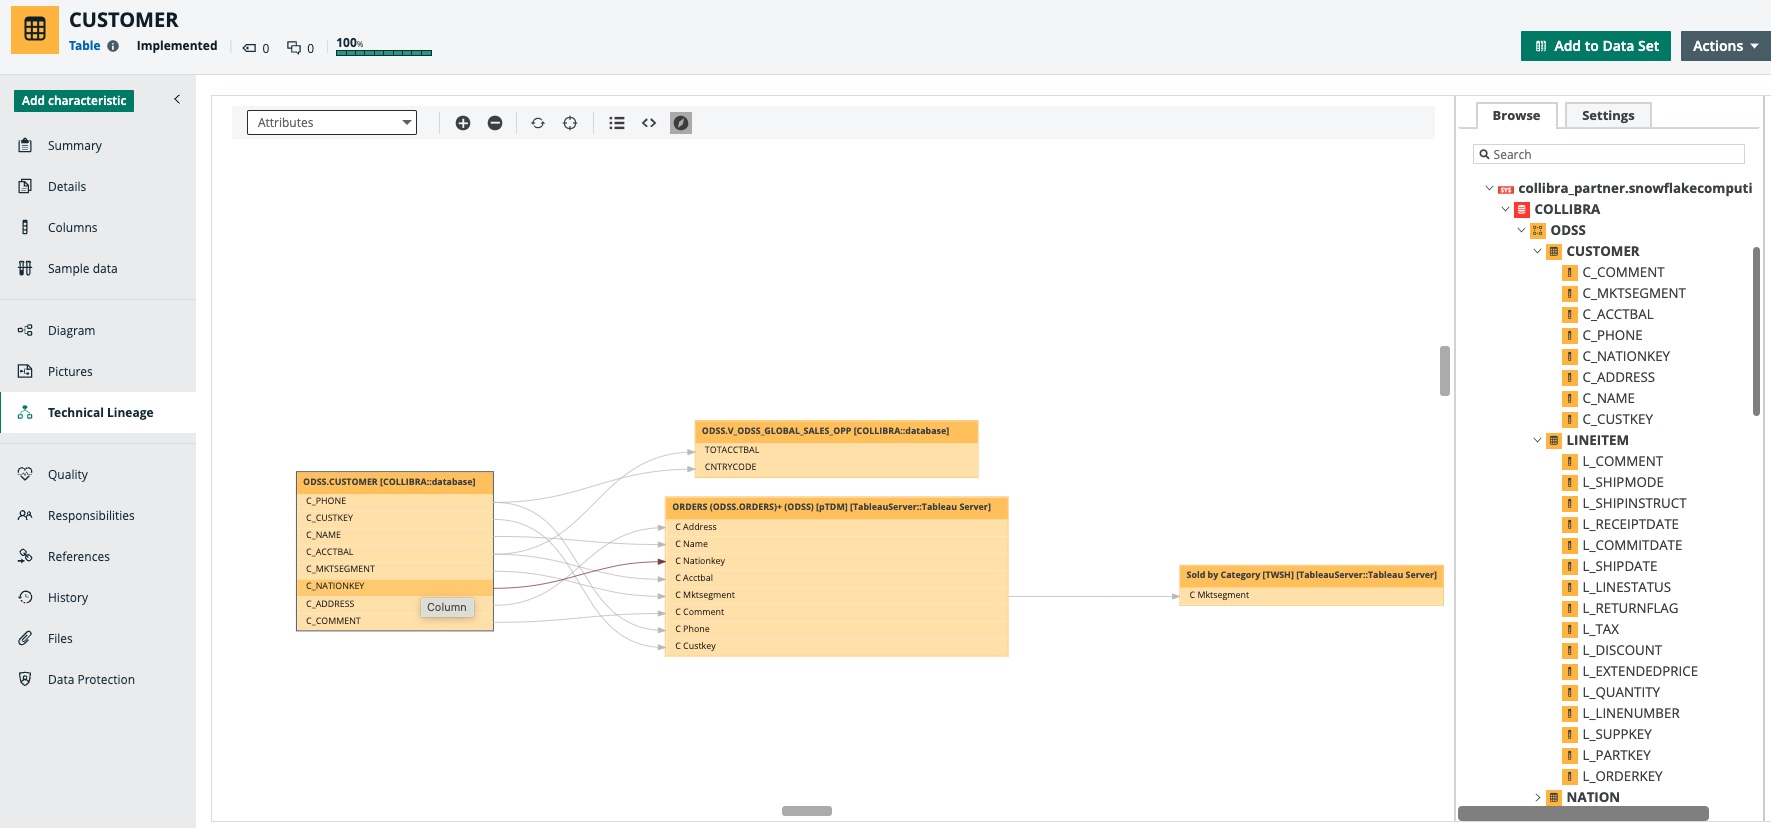 CUSTOMER
Table Implemented 0 0 100%
Add to Data Set
Actions
Add characteristic
Summary
Details
Columns
Sample data
Diagram
Pictures
Technical Lineage
Quality
Responsibilities
References
History
Files
Data Protection
Attributes
ODSS.CUSTOMER [COLLIBRA::database]
C_PHONE
C_CUSTKEY
C_NAME
C_ACCTBAL
C_MKTSEGMENT
C_NATIONKEY
C_ADDRESS
C_COMMENT
Column
ODSS.V_ODSS_GLOBAL_SALES_OPP [COLLIBRA::database]
TOTACCTBAL
CNTRYCODE
ORDERS (ODSS.ORDERS)+ (ODSS) [pTDM] [TableauServer::Tableau Server]
C Address
C Name
C Nationkey
C Acctbal
C Mktsegment
C Comment
C Phone
C Custkey
Sold by Category [TWSH] [TableauServer::Tableau Server]
C Mktsegment
Browse
Settings
Search
SYS collibra_partner.snowflakecomputi
COLLIBRA
ODSS
CUSTOMER
C_COMMENT
C_MKTSEGMENT
C_ACCTBAL
C_PHONE
C_NATIONKEY
C_ADDRESS
C_NAME
C_CUSTKEY
LINEITEM
L_COMMENT
L_SHIPMODE
L_SHIPINSTRUCT
L_RECEIPTDATE
L_COMMITDATE
L_SHIPDATE
L_LINESTATUS
L_RETURNFLAG
L_TAX
L_DISCOUNT
L_EXTENDEDPRICE
L_QUANTITY
L_LINENUMBER
L_SUPPKEY
L_PARTKEY
L_ORDERKEY
NATION